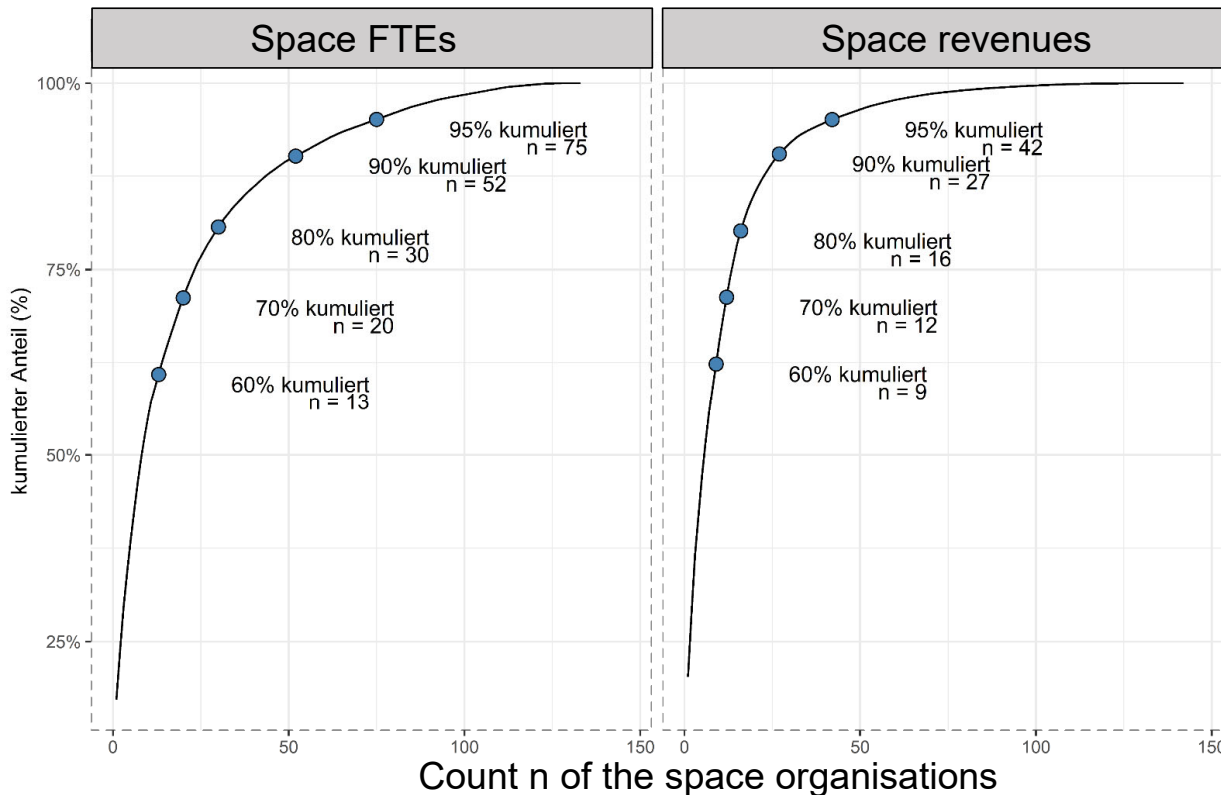 Space FTEs
Space revenues
kumulierter Anteil (%)
100%
75%
50%
25%
95% kumuliert
n = 75
90% kumuliert
n = 52
80% kumuliert
n = 30
70% kumuliert
n = 20
60% kumuliert
n = 13
95% kumuliert
n = 42
90% kumuliert
n = 27
80% kumuliert
n = 16
70% kumuliert
n = 12
60% kumuliert
n = 9
0 50 100 150
0 50 100 150
Count n of the space organisations